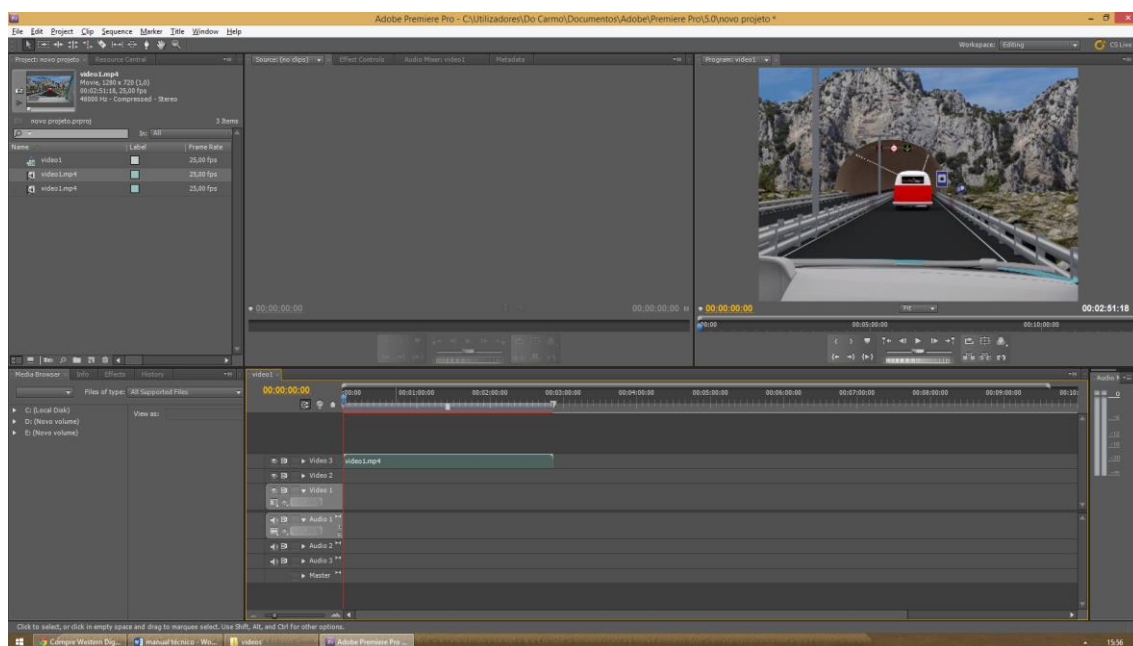 Adobe Premiere Pro - C:\Utilizadores\Do Carmo\Documentos\Adobe\Premiere Pro\5.0\novo projeto *
File Edit Project Clip Sequence Marker Title Window Help
Workspace: Editing CS Live
Project: novo projeto Resource Central
video1.mp4
Movie, 1280 x 720 (1,0)
00:02:51:18, 25,00 fps
48000 Hz - Compressed - Stereo
novo projeto.prproj 3 Items
In: All
Name Label Frame Rate
video1 25,00 fps
video1.mp4 25,00 fps
video1.mp4 25,00 fps
Source: (no clips) Effect Controls Audio Mixer: video1 Metadata
00;00;00;00 00;00;00;00
Program: video1
00:00:00:00 Fit 00:02:51:18
00:00 00:05:00:00 00:10:00:00
Media Browser Info Effects History
Files of type: All Supported Files
C: (Local Disk)
D: (Novo volume)
E: (Novo volume)
View as:
video1
00:00:00:00
00:00 00:01:00:00 00:02:00:00 00:03:00:00 00:04:00:00 00:05:00:00 00:06:00:00 00:07:00:00 00:08:00:00 00:09:00:00 00:10:
Video 3 video1.mp4
Video 2
Video 1
Audio 1
Audio 2
Audio 3
Master
Audio
0
Click to select, or click in empty space and drag to marquee select. Use Shift, Alt, and Ctrl for other options.
Compre Western Dig... manual técnico - Wo... videos Adobe Premiere Pro ... 15:56